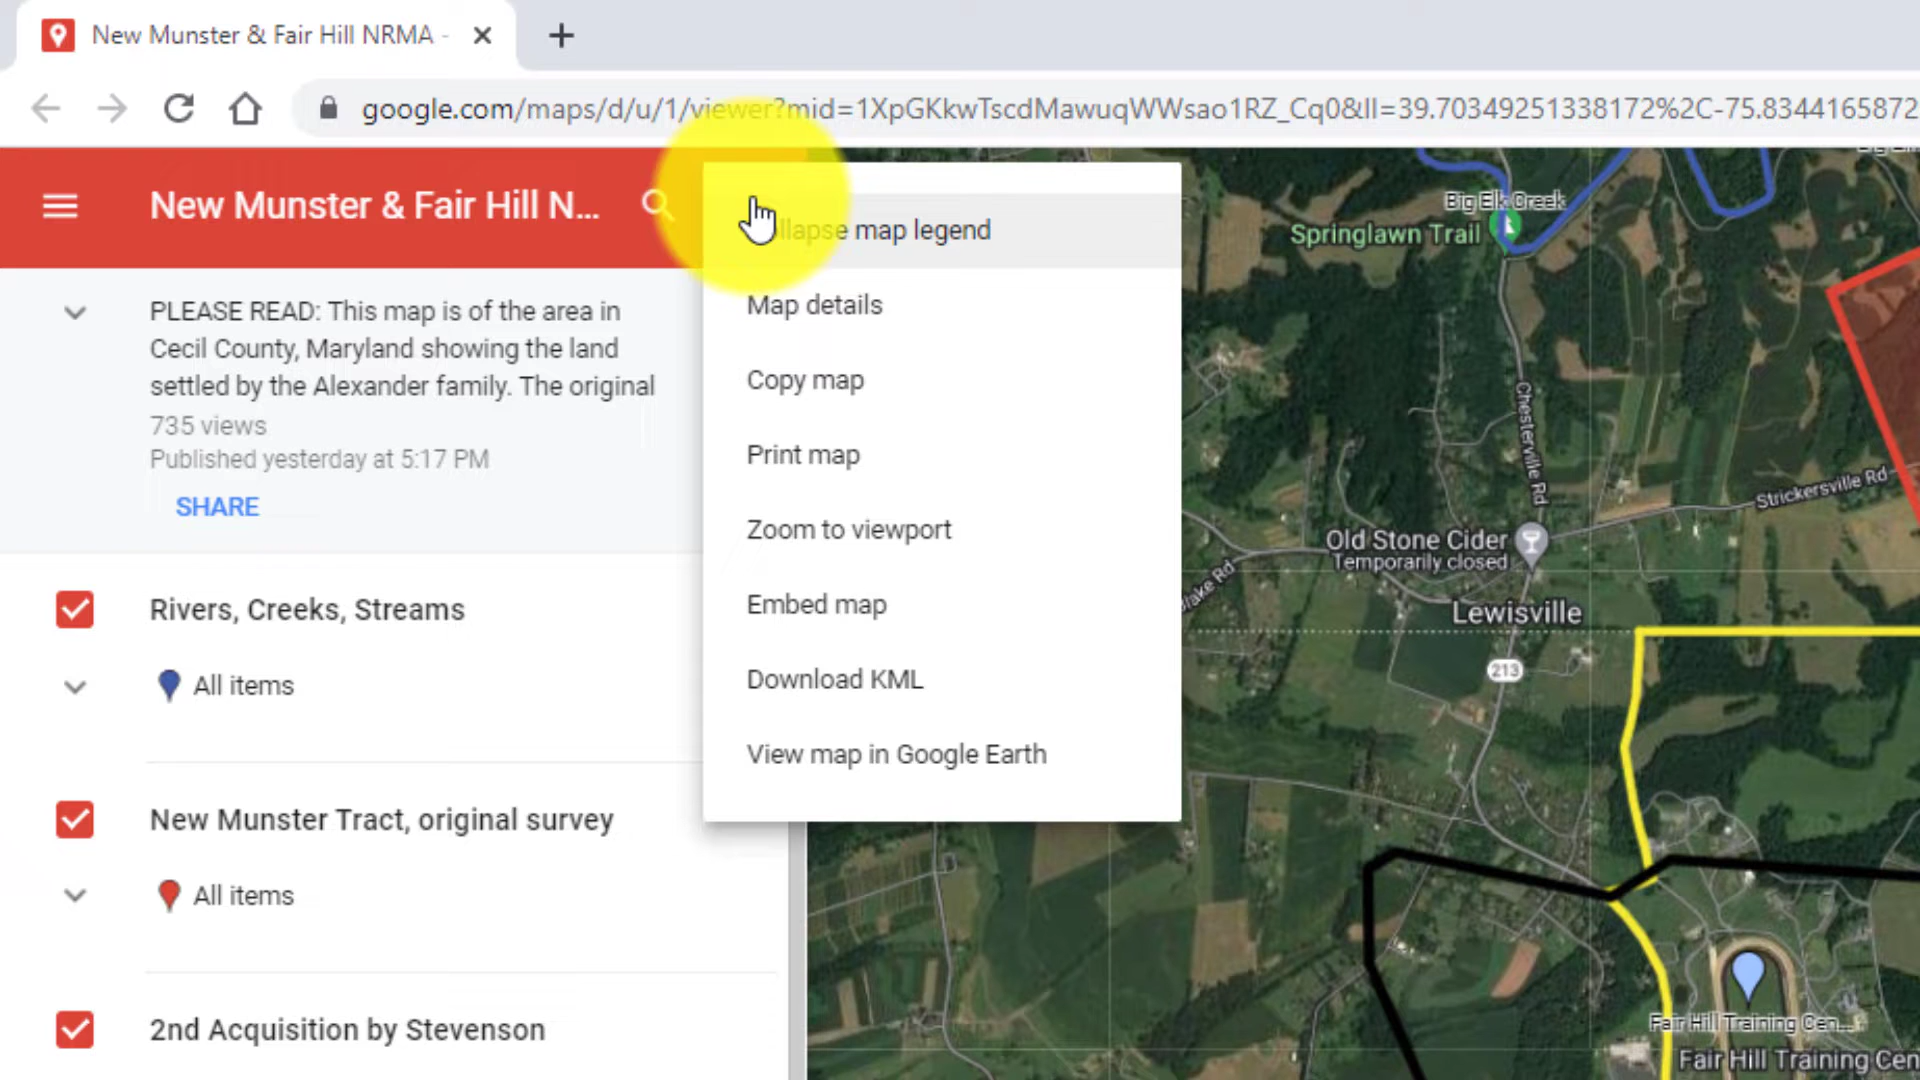 New Munster & Fair Hill NRMA -
google.com/maps/d/u/1/viewer?mid=1XpGKkwTscdMawuqWWsao1RZ_Cq0&ll=39.70349251338172%2C-75.8344165872
New Munster & Fair Hill N...
PLEASE READ: This map is of the area in
Cecil County, Maryland showing the land
settled by the Alexander family. The original
735 views
Published yesterday at 5:17 PM
SHARE
Rivers, Creeks, Streams
All items
New Munster Tract, original survey
All items
2nd Acquisition by Stevenson
map legend
Map details
Copy map
Print map
Zoom to viewport
Embed map
Download KML
View map in Google Earth
Big Elk Creek
Springlawn Trail
Chesterville Rd
Strickersville Rd
Old Stone Cider
Temporarily closed
Lewisville
213
Fair Hill Training Cen...
Fair Hill Training Cen